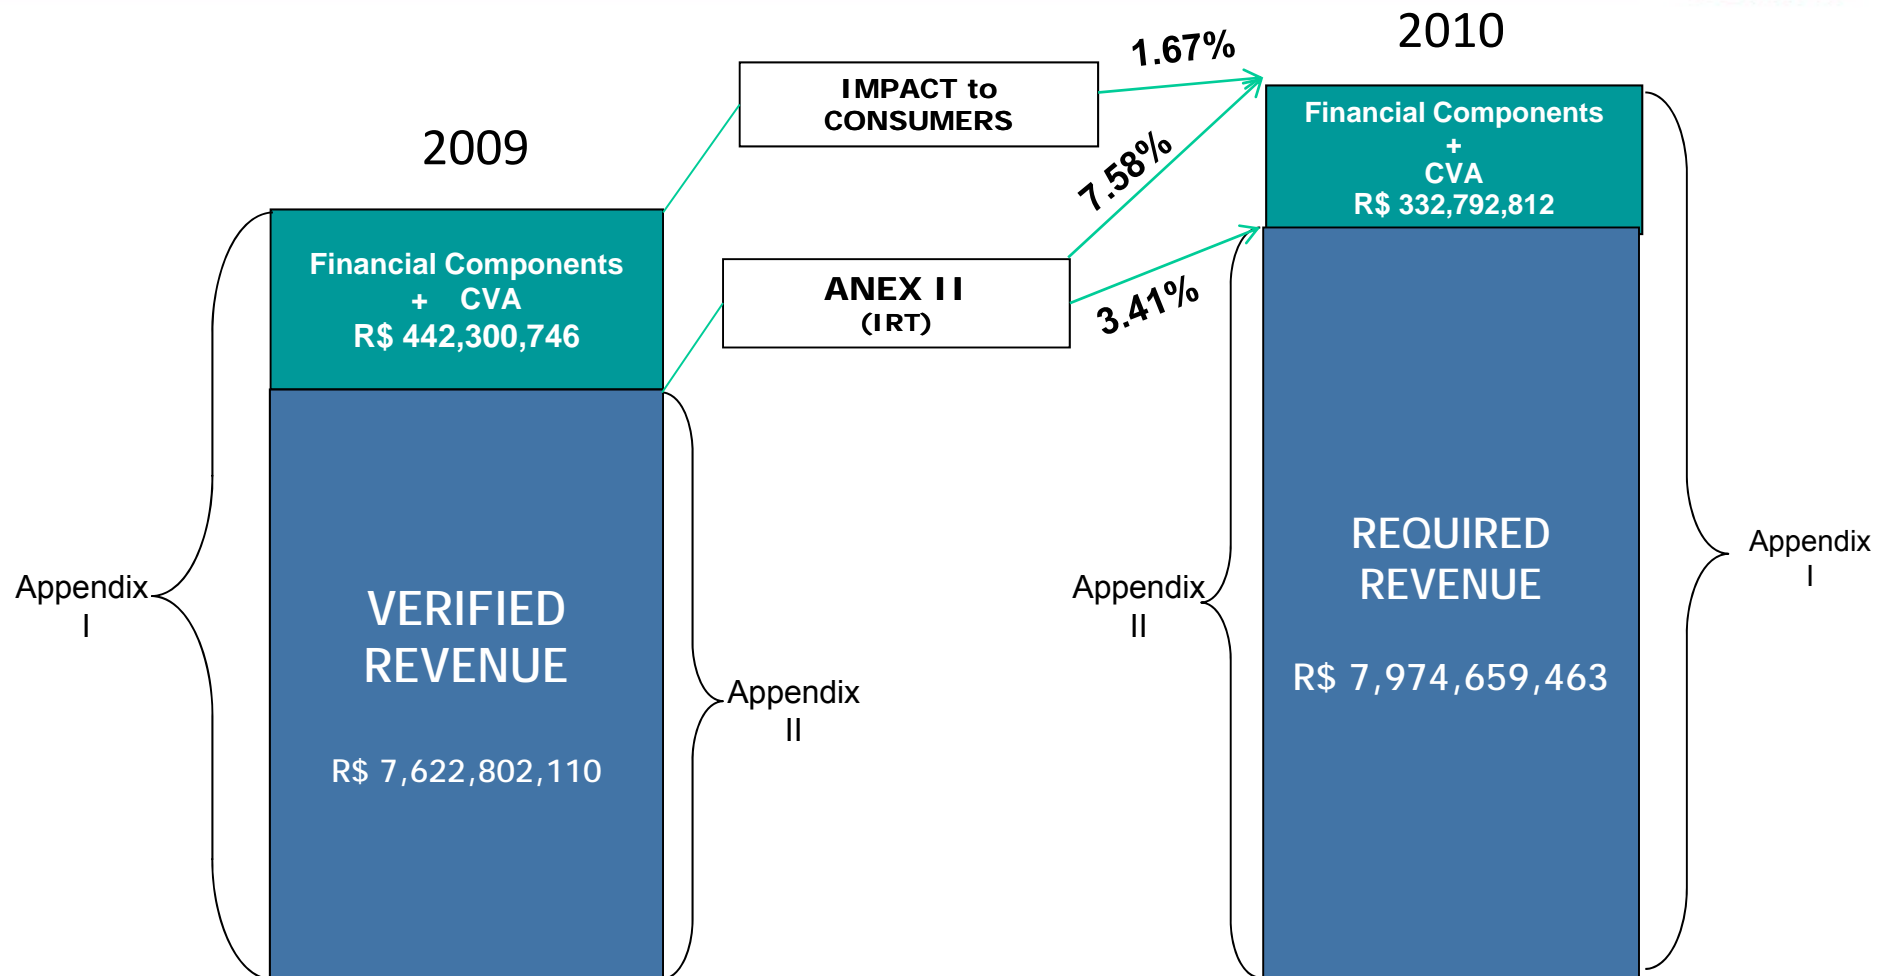 2009
2010
IMPACT to
CONSUMERS
1.67%
7.58%
3.41%
ANEX II
(IRT)
Financial Components
+ CVA
R$ 442,300,746
VERIFIED
REVENUE
R$ 7,622,802,110
Appendix
I
Appendix
II
Financial Components
+
CVA
R$ 332,792,812
REQUIRED
REVENUE
R$ 7,974,659,463
Appendix
II
Appendix
I